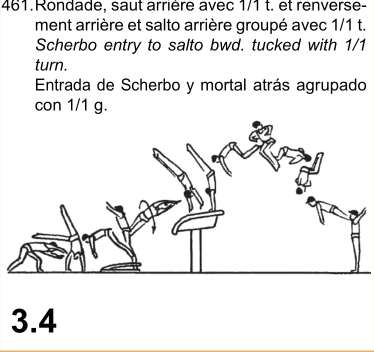 461.Rondade, saut arrière avec 1/1 t. et renverse-
ment arrière et salto arrière groupé avec 1/1 t.
Scherbo entry to salto bwd. tucked with 1/1
turn.
Entrada de Scherbo y mortal atrás agrupado
con 1/1 g.
3.4